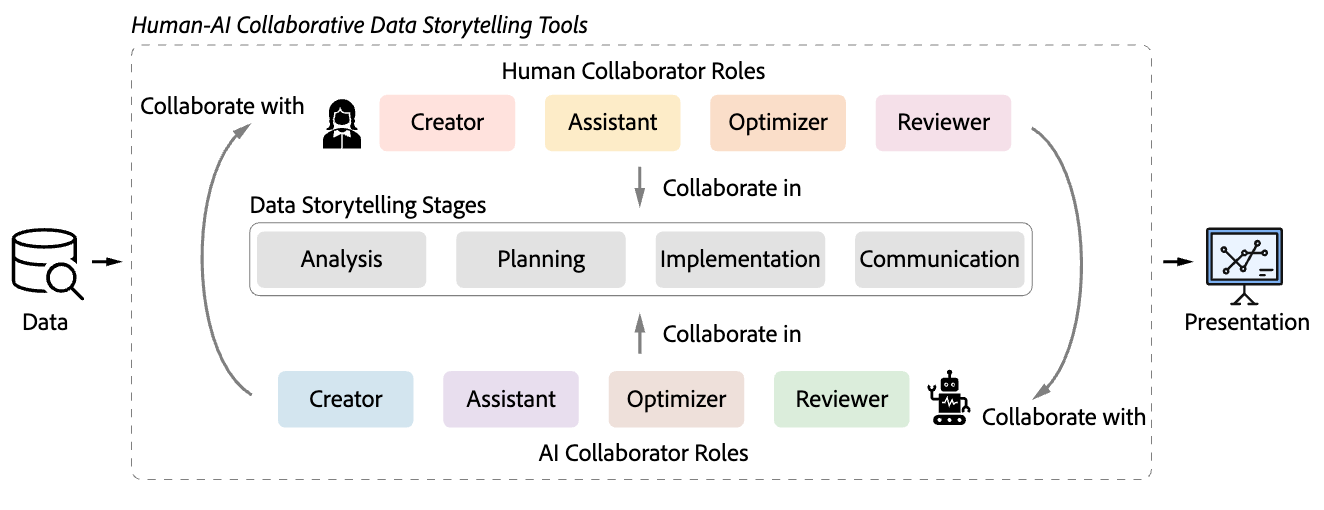 Human-AI Collaborative Data Storytelling Tools
Human Collaborator Roles
Collaborate with
Creator
Assistant
Optimizer
Reviewer
Collaborate in
Data Storytelling Stages
Analysis
Planning
Implementation
Communication
Data
Presentation
Collaborate in
Creator
Assistant
Optimizer
Reviewer
Collaborate with
AI Collaborator Roles